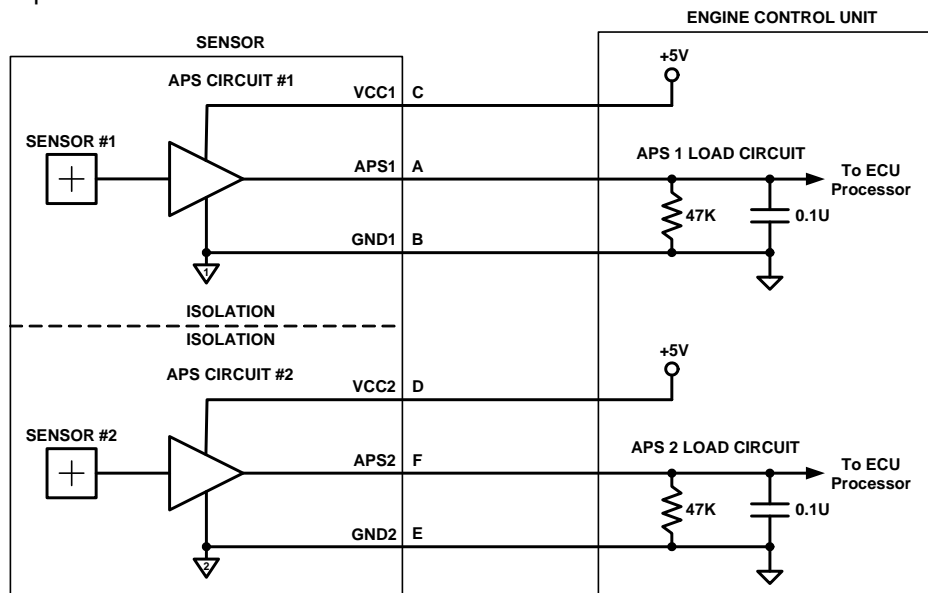 ENGINE CONTROL UNIT
SENSOR
+5V
APS CIRCUIT #1
VCC1 C
SENSOR #1
APS1 A
APS 1 LOAD CIRCUIT
To ECU
Processor
47K
0.1U
GND1 B
1
ISOLATION
ISOLATION
+5V
APS CIRCUIT #2
VCC2 D
SENSOR #2
APS2 F
APS 2 LOAD CIRCUIT
To ECU
Processor
47K
0.1U
GND2 E
2